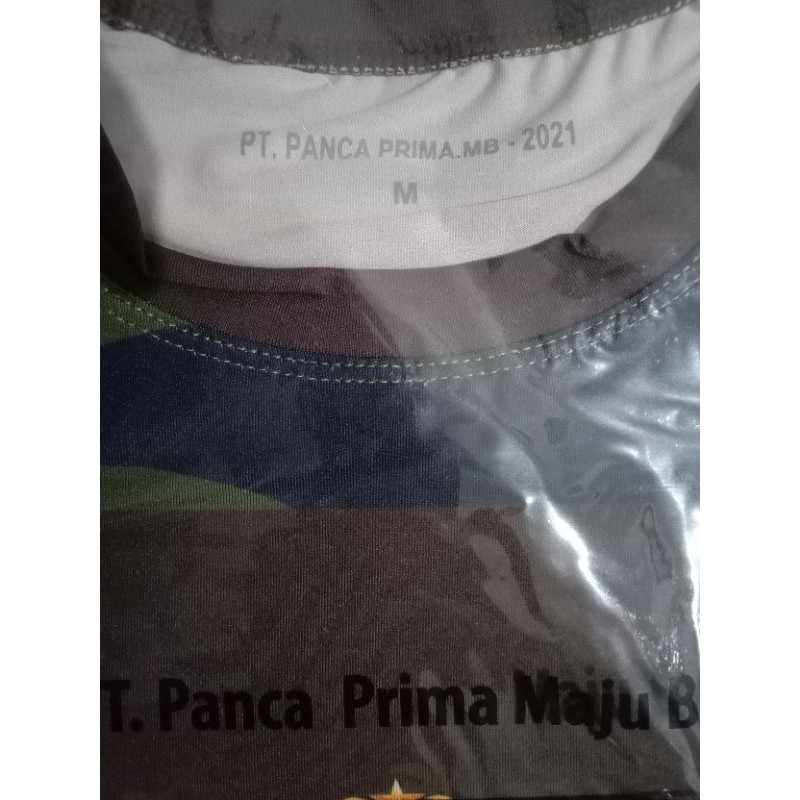 PT. PANCA PRIMA.MB - 2021
M
T. Panca Prima Maju B